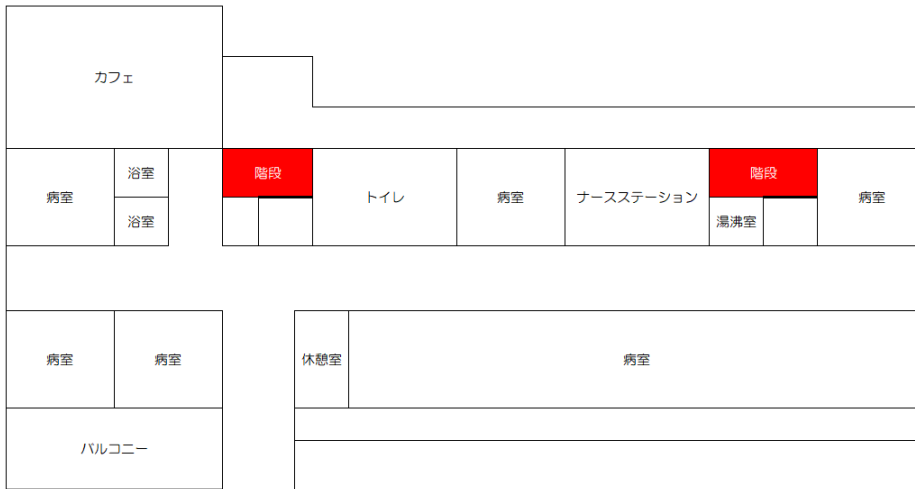 カフェ
病室
浴室
浴室
階段
トイレ
病室
ナースステーション
階段
湯沸室
病室
病室
病室
休憩室
病室
バルコニー